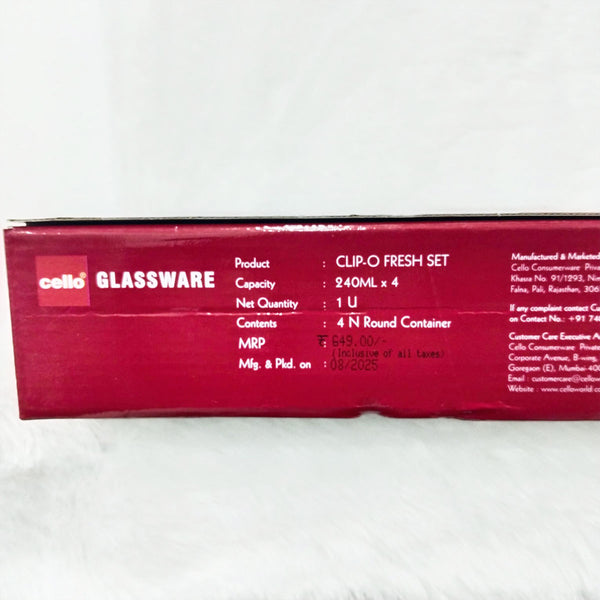 cello GLASSWARE
Product : CLIP-O FRESH SET
Capacity : 240ML x 4
Net Quantity : 1 U
Contents : 4 N Round Container
MRP : ₹ 649.00/-
(Inclusive of all taxes)
Mfg. & Pkd. on : 08/2025
Manufactured & Marketed
Cello Consumerware Priva
Khasra No. 91/1293, Nim
Falna, Pali, Rajasthan, 306
If any complaint contact Cu
on Contact No.: +91 740
Customer Care Executive A
Cello Consumerware Private
Corporate Avenue, B-wing,
Goregaon (E), Mumbai 400
Email : customercare@cellow
Website : www.celloworld.c